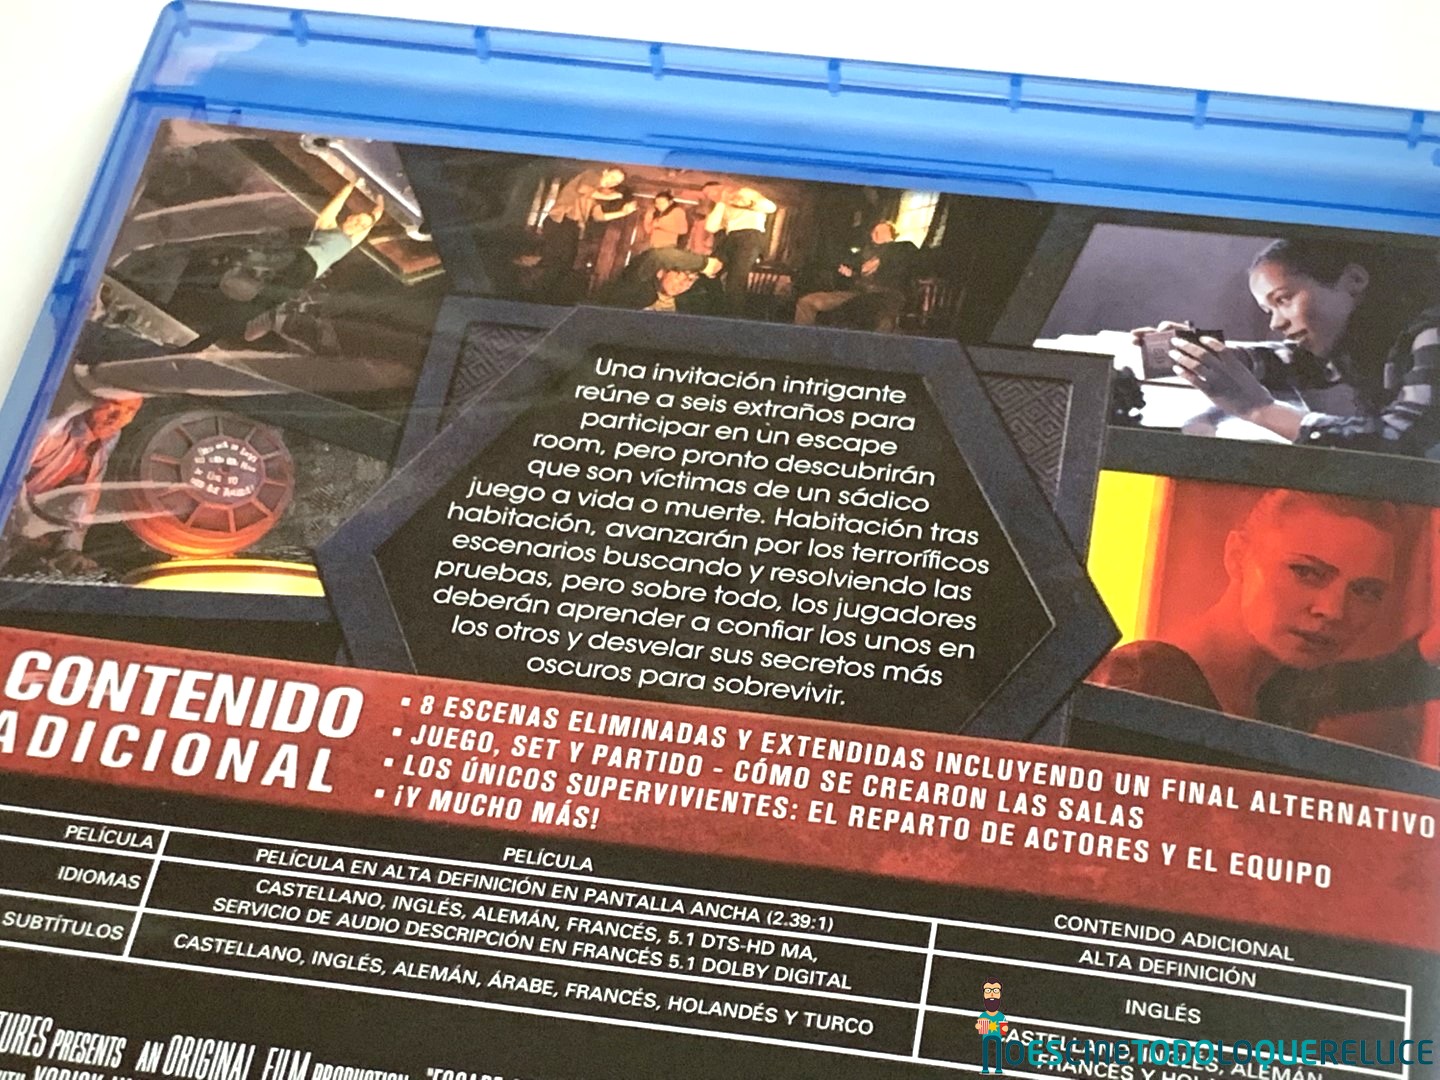 Una invitación intrigante
reúne a seis extraños para
participar en un escape
room, pero pronto descubrirán
que son víctimas de un sádico
juego a vida o muerte. Habitación tras
habitación, avanzarán por los terroríficos
escenarios buscando y resolviendo las
pruebas, pero sobre todo, los jugadores
deberán aprender a confiar los unos en
los otros y desvelar sus secretos más
oscuros para sobrevivir.
CONTENIDO
ADICIONAL
▪ 8 ESCENAS ELIMINADAS Y EXTENDIDAS INCLUYENDO UN FINAL ALTERNATIVO
▪ JUEGO, SET Y PARTIDO - CÓMO SE CREARON LAS SALAS
▪ LOS ÚNICOS SUPERVIVIENTES: EL REPARTO DE ACTORES Y EL EQUIPO
▪ ¡Y MUCHO MÁS!
PELÍCULA
CONTENIDO ADICIONAL
PELÍCULA
PELÍCULA EN ALTA DEFINICIÓN EN PANTALLA ANCHA (2.39:1)
ALTA DEFINICIÓN
IDIOMAS
CASTELLANO, INGLÉS, ALEMÁN, FRANCÉS, 5.1 DTS-HD MA,
SERVICIO DE AUDIO DESCRIPCIÓN EN FRANCÉS 5.1 DOLBY DIGITAL
INGLÉS
SUBTÍTULOS
CASTELLANO, INGLÉS, ALEMÁN, ÁRABE, FRANCÉS, HOLANDÉS Y TURCO
CASTELLANO, INGLÉS, ALEMÁN,
FRANCÉS Y
TURES PRESENTS AN ORIGINAL FILM PRODUCTION
NOESCINETODOLOQUERELUCE